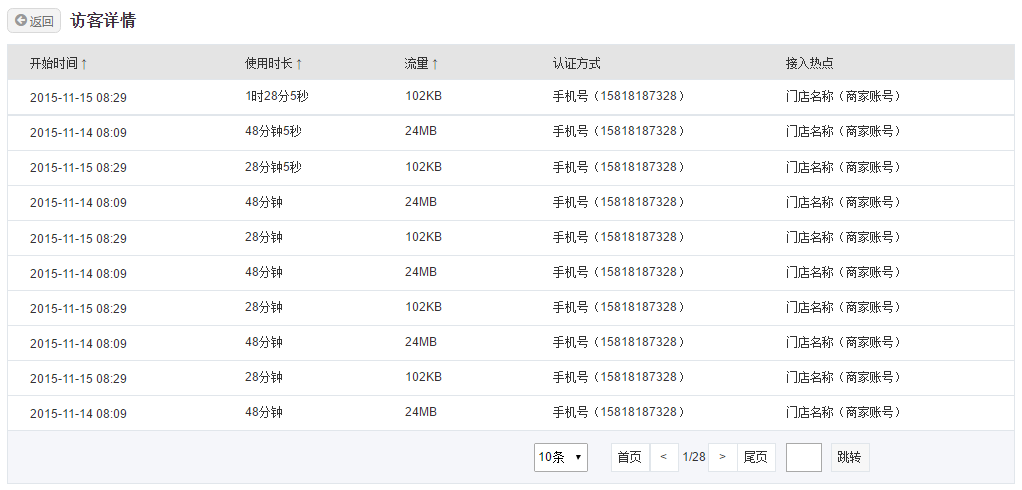 返回 访客详情
开始时间↑ 使用时长↑ 流量↑ 认证方式 接入热点
2015-11-15 08:29 1时28分5秒 102KB 手机号（15818187328） 门店名称（商家账号）
2015-11-14 08:09 48分钟5秒 24MB 手机号（15818187328） 门店名称（商家账号）
2015-11-15 08:29 28分钟5秒 102KB 手机号（15818187328） 门店名称（商家账号）
2015-11-14 08:09 48分钟 24MB 手机号（15818187328） 门店名称（商家账号）
2015-11-15 08:29 28分钟 102KB 手机号（15818187328） 门店名称（商家账号）
2015-11-14 08:09 48分钟 24MB 手机号（15818187328） 门店名称（商家账号）
2015-11-15 08:29 28分钟 102KB 手机号（15818187328） 门店名称（商家账号）
2015-11-14 08:09 48分钟 24MB 手机号（15818187328） 门店名称（商家账号）
2015-11-15 08:29 28分钟 102KB 手机号（15818187328） 门店名称（商家账号）
2015-11-14 08:09 48分钟 24MB 手机号（15818187328） 门店名称（商家账号）
10条 ▼ 首页 < 1/28 > 尾页 跳转